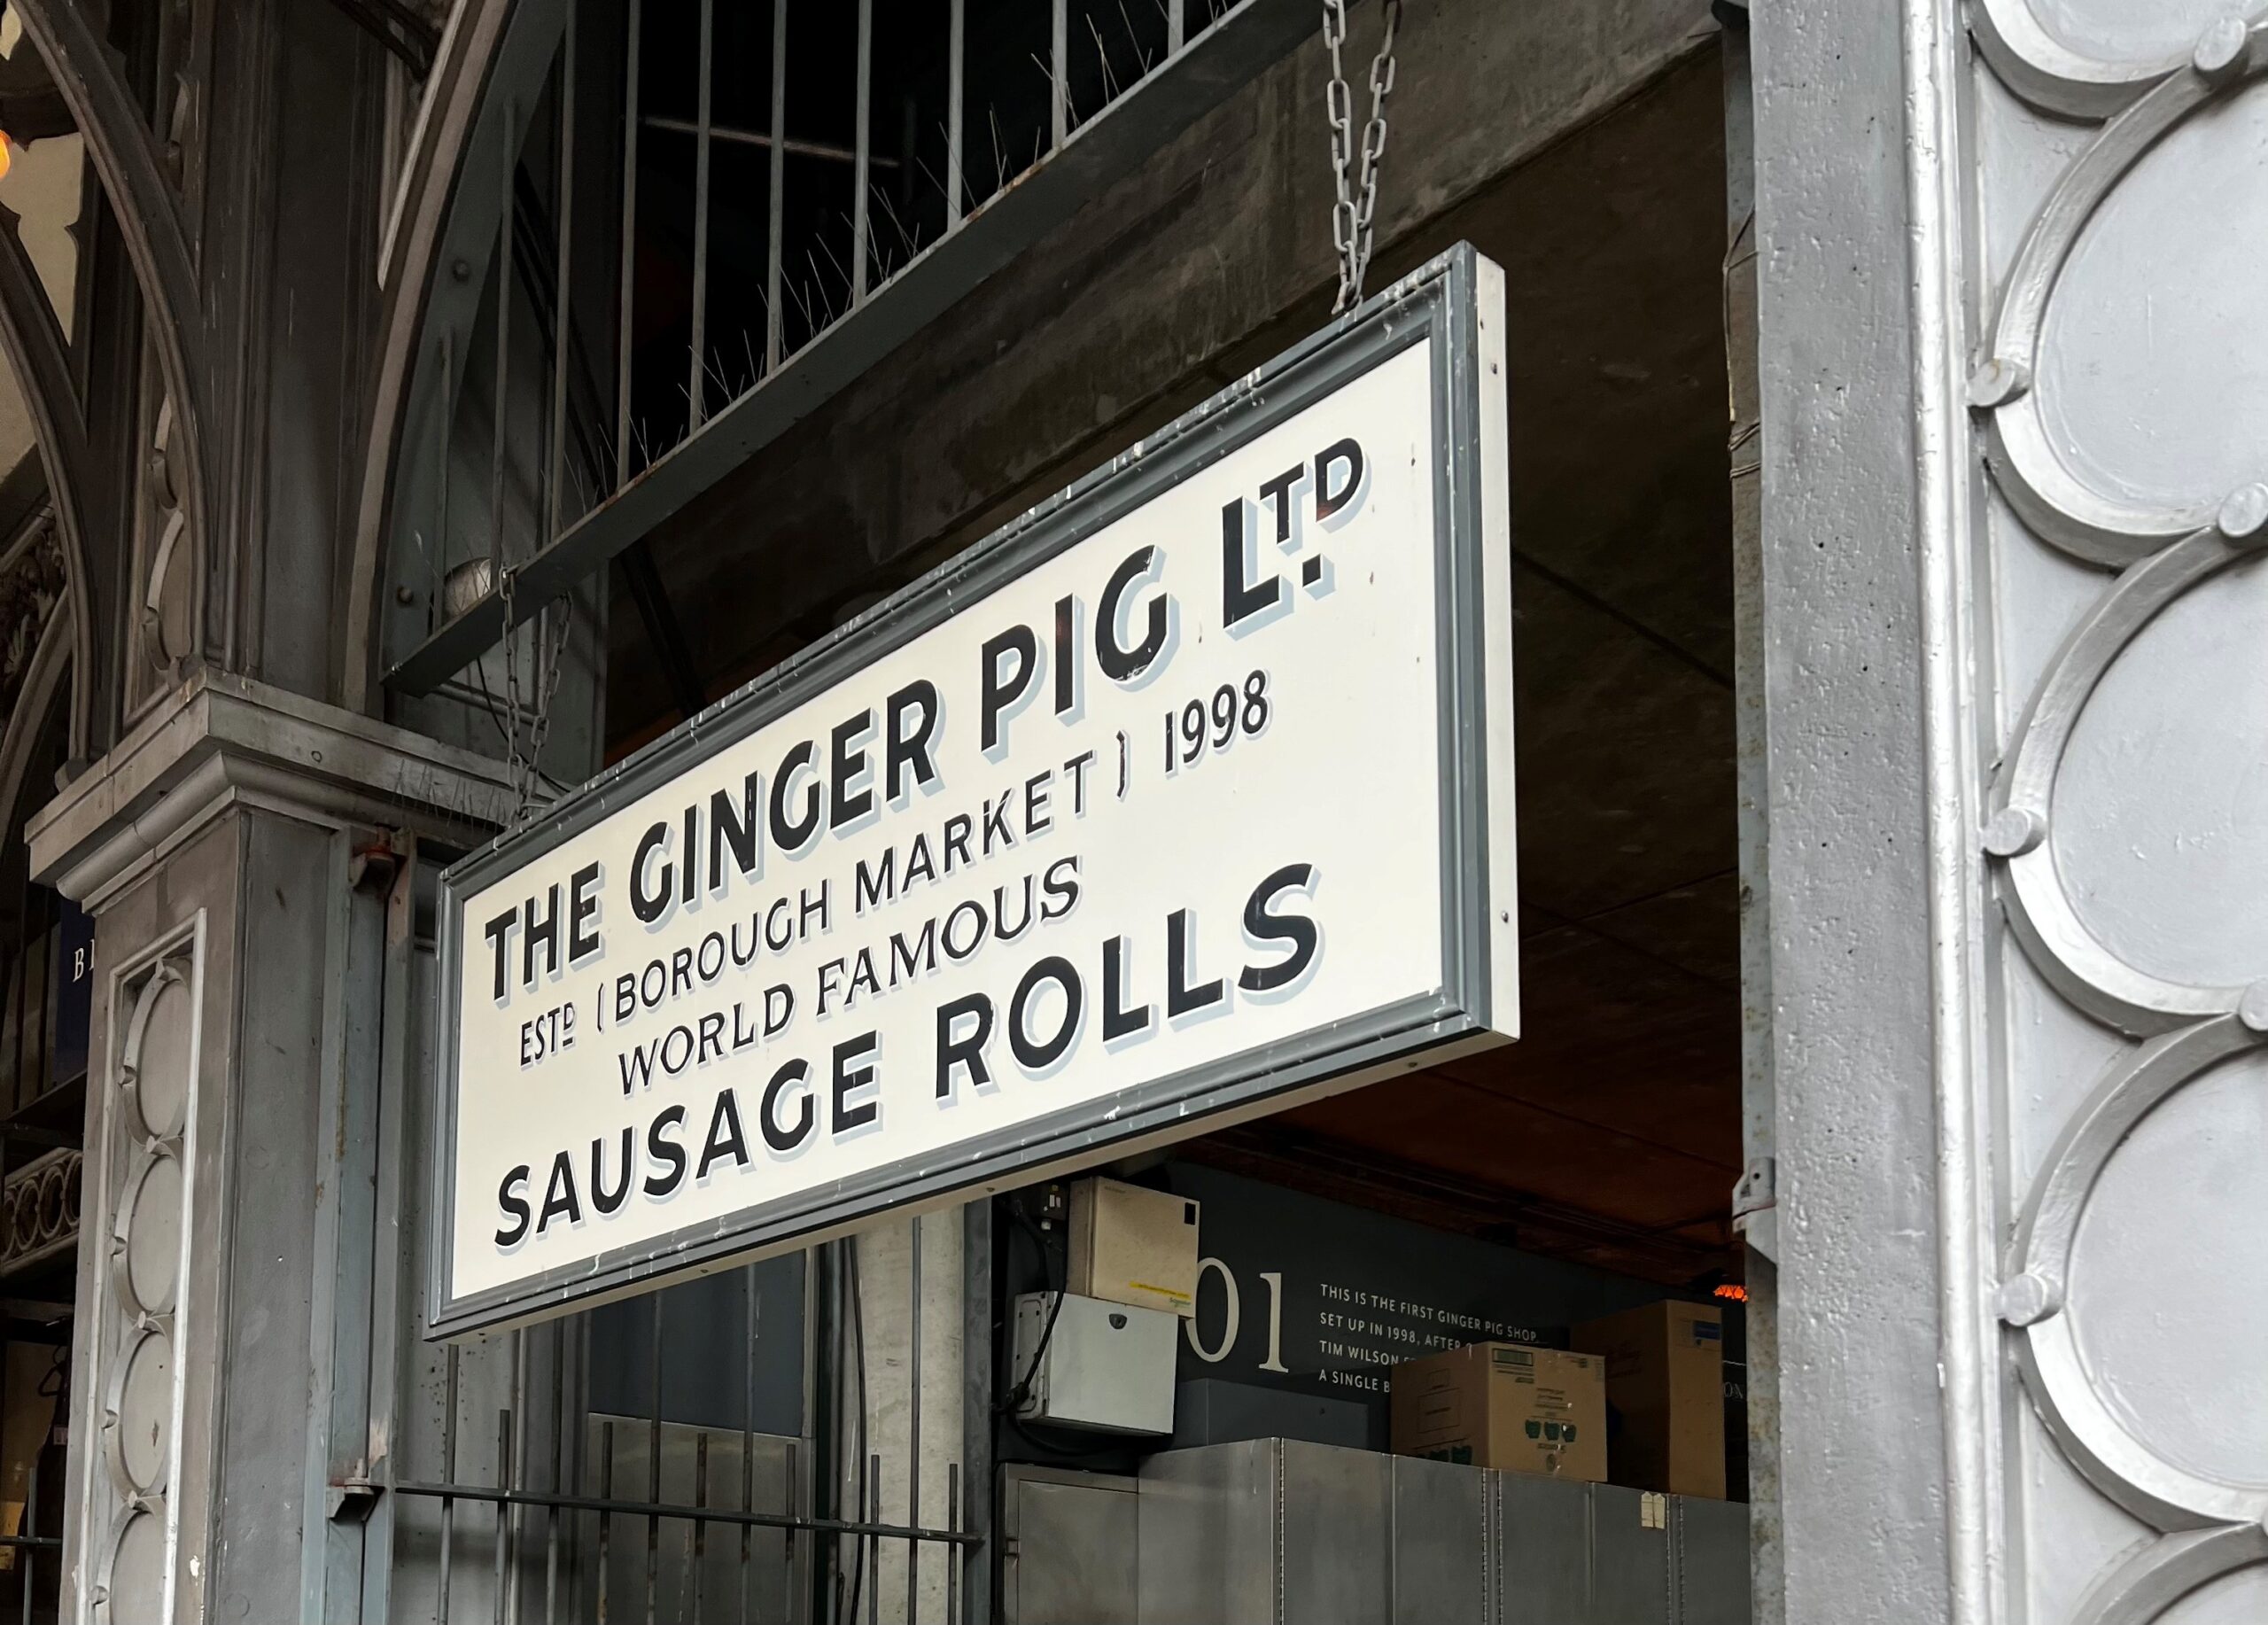 THE GINGER PIG LTD.
ESTD (BOROUGH MARKET) 1998
WORLD FAMOUS
SAUSAGE ROLLS
01
THIS IS THE FIRST GINGER PIG SHOP,
SET UP IN 1998, AFTER
TIM WILSON
A SINGLE